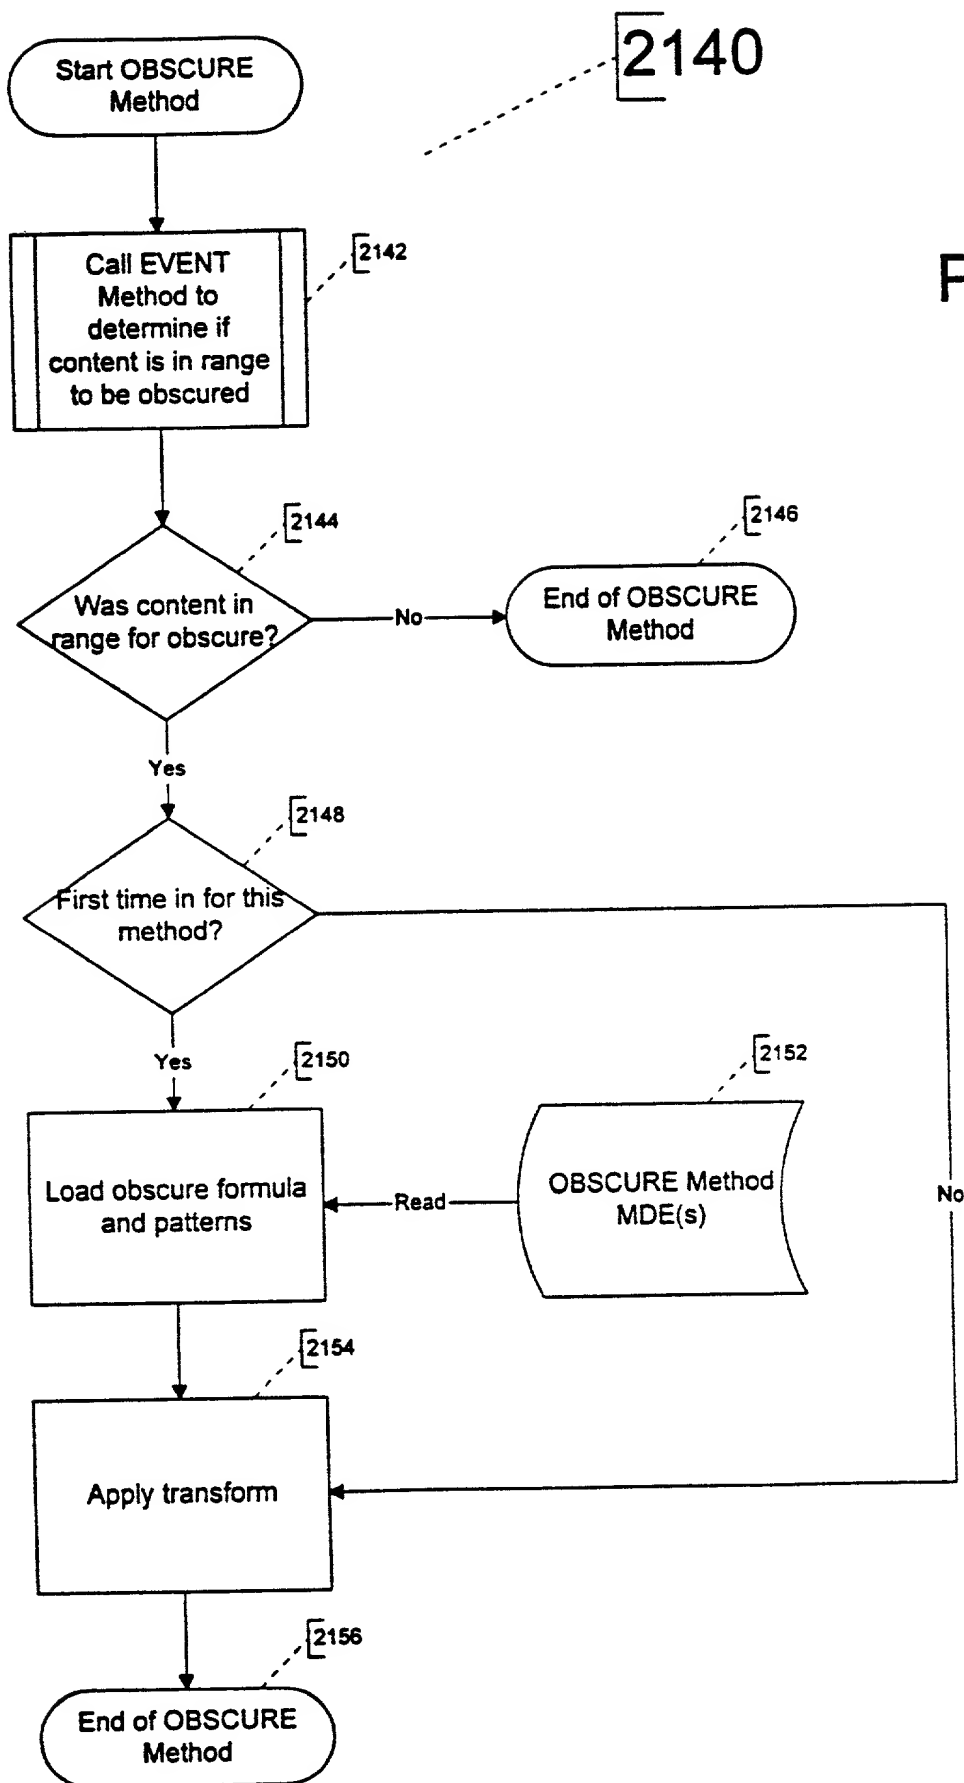 2140
Start OBSCURE
Method
Call EVENT
Method to
determine if
content is in range
to be obscured
2142
2144
Was content in
range for obscure?
No
2146
End of OBSCURE
Method
Yes
2148
First time in for this
method?
Yes
2150
Load obscure formula
and patterns
Read
2152
OBSCURE Method
MDE(s)
No
2154
Apply transform
2156
End of OBSCURE
Method